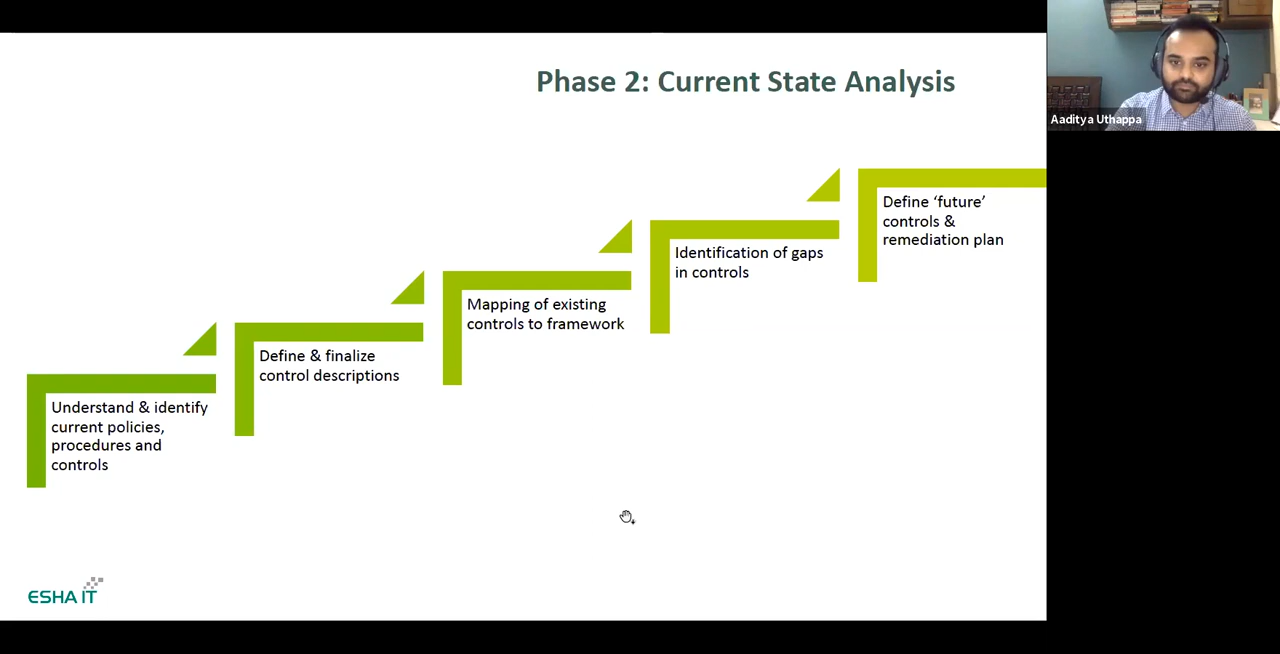 Phase 2: Current State Analysis
Aaditya Uthappa
Define ‘future’
controls &
remediation plan
Identification of gaps
in controls
Mapping of existing
controls to framework
Define & finalize
control descriptions
Understand & identify
current policies,
procedures and
controls
ESHA IT